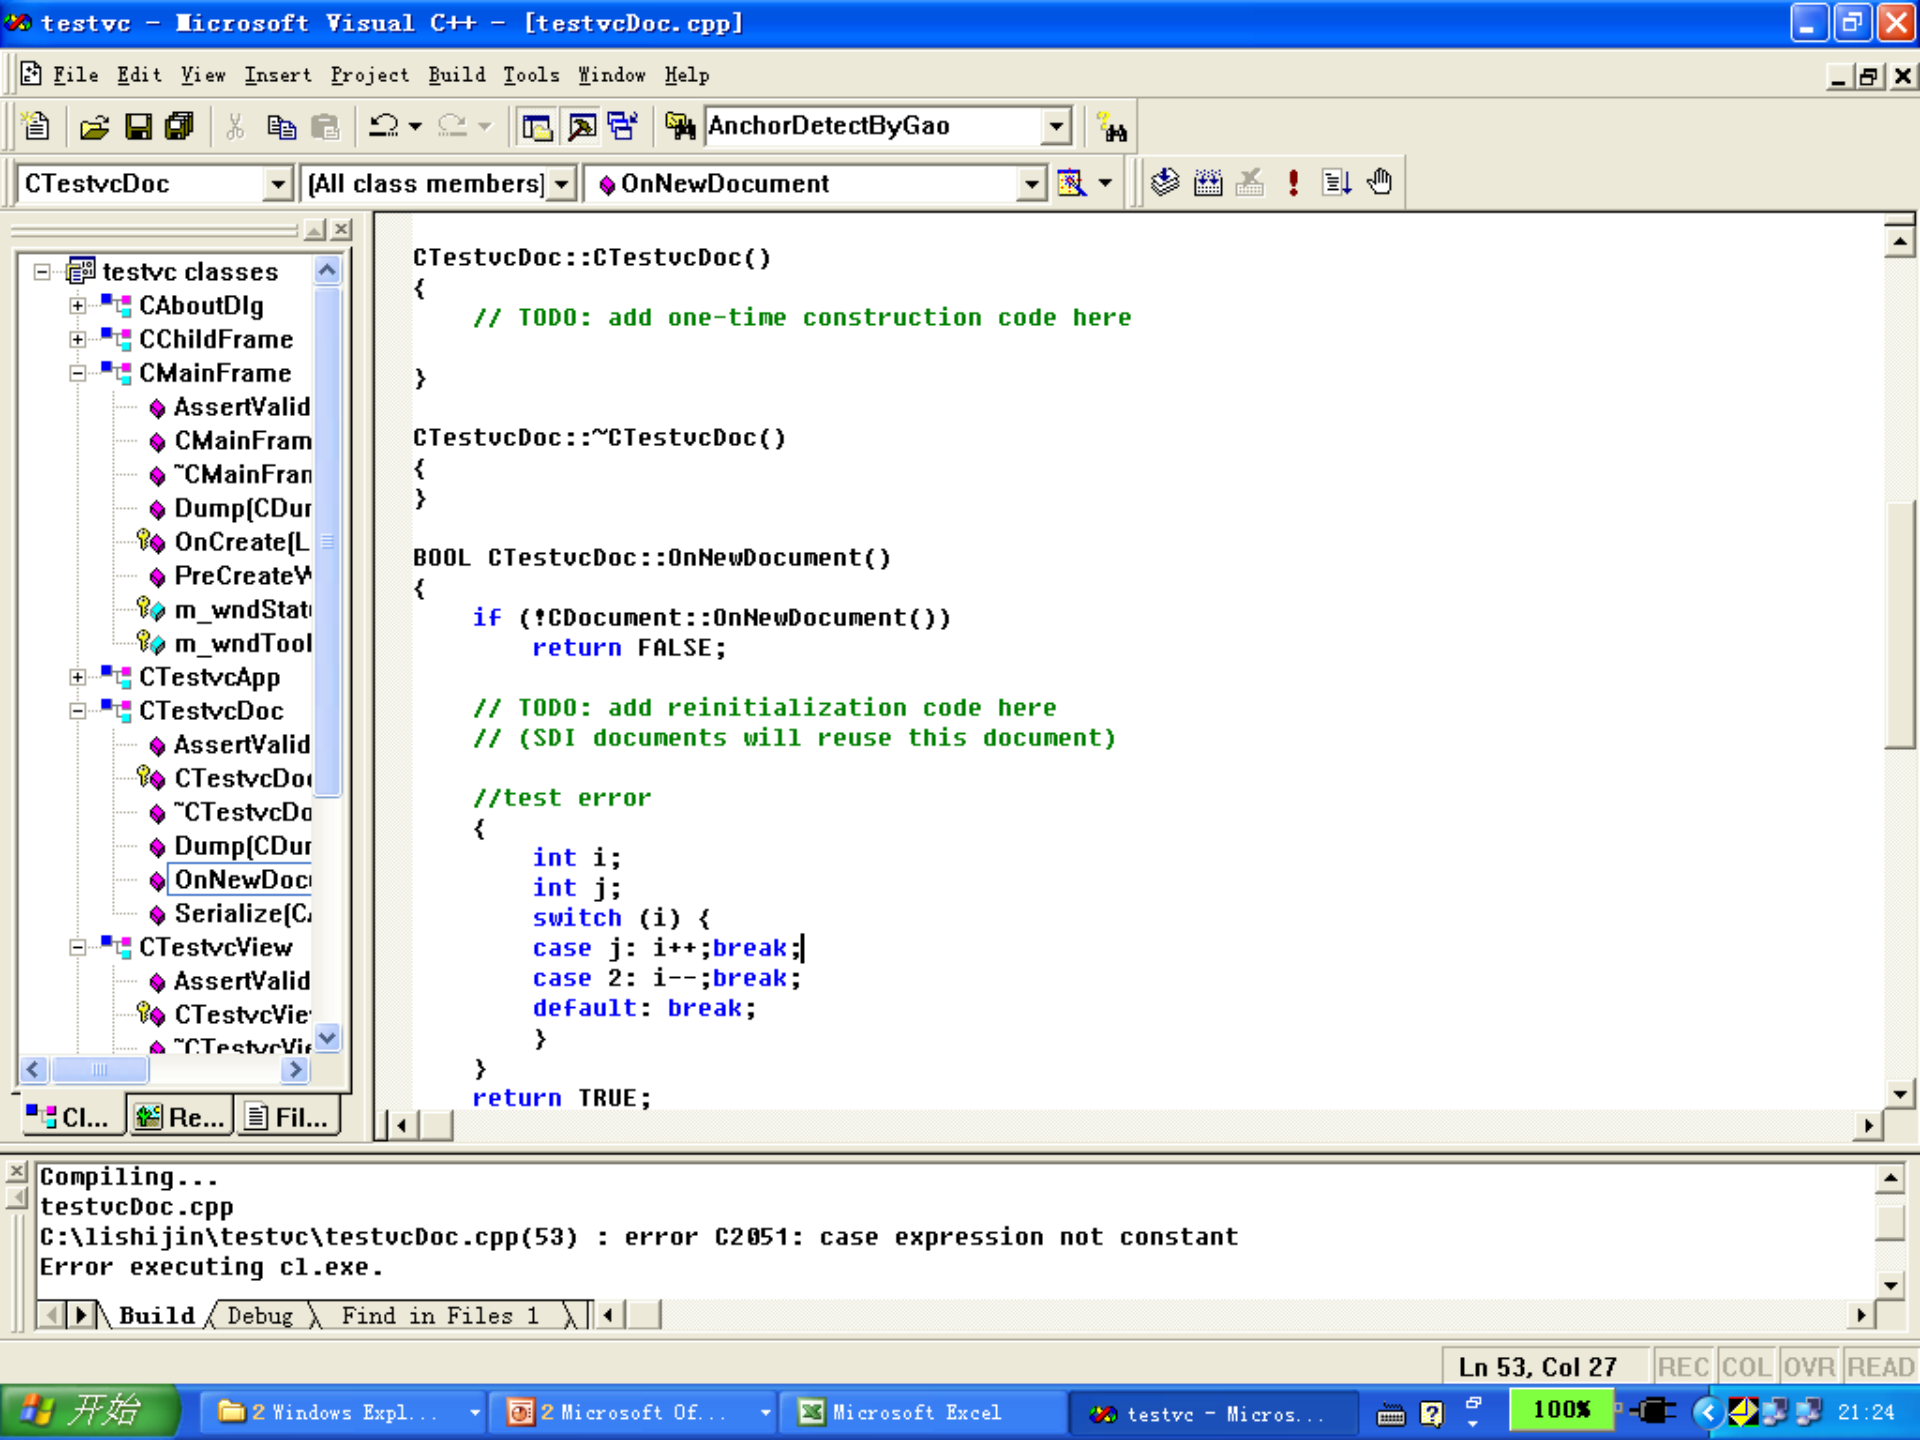 testvc - Microsoft Visual C++ - [testvcDoc.cpp]
File Edit View Insert Project Build Tools Window Help
AnchorDetectByGao
CTestvcDoc [All class members] OnNewDocument
testvc classes
CAboutDlg
CChildFrame
CMainFrame
AssertValid
CMainFram
~CMainFran
Dump(CDur
OnCreate(L
PreCreateW
m_wndStatu
m_wndTool
CTestvcApp
CTestvcDoc
AssertValid
CTestvcDoc
~CTestvcDo
Dump(CDur
OnNewDocu
Serialize(CA
CTestvcView
AssertValid
CTestvcVie
~CTestvcVie
Cl... Re... Fil...
CTestvcDoc::CTestvcDoc()
{
// TODO: add one-time construction code here
}
CTestvcDoc::~CTestvcDoc()
{
}
BOOL CTestvcDoc::OnNewDocument()
{
if (!CDocument::OnNewDocument())
return FALSE;
// TODO: add reinitialization code here
// (SDI documents will reuse this document)
//test error
{
int i;
int j;
switch (i) {
case j: i++;break;
case 2: i--;break;
default: break;
}
}
return TRUE;
Compiling...
testvcDoc.cpp
C:\lishijin\testvc\testvcDoc.cpp(53) : error C2051: case expression not constant
Error executing cl.exe.
Build Debug Find in Files 1
Ln 53, Col 27 REC COL OVR READ
开始 2 Windows Expl... 2 Microsoft Of... Microsoft Excel testvc - Micros... 100% 21:24